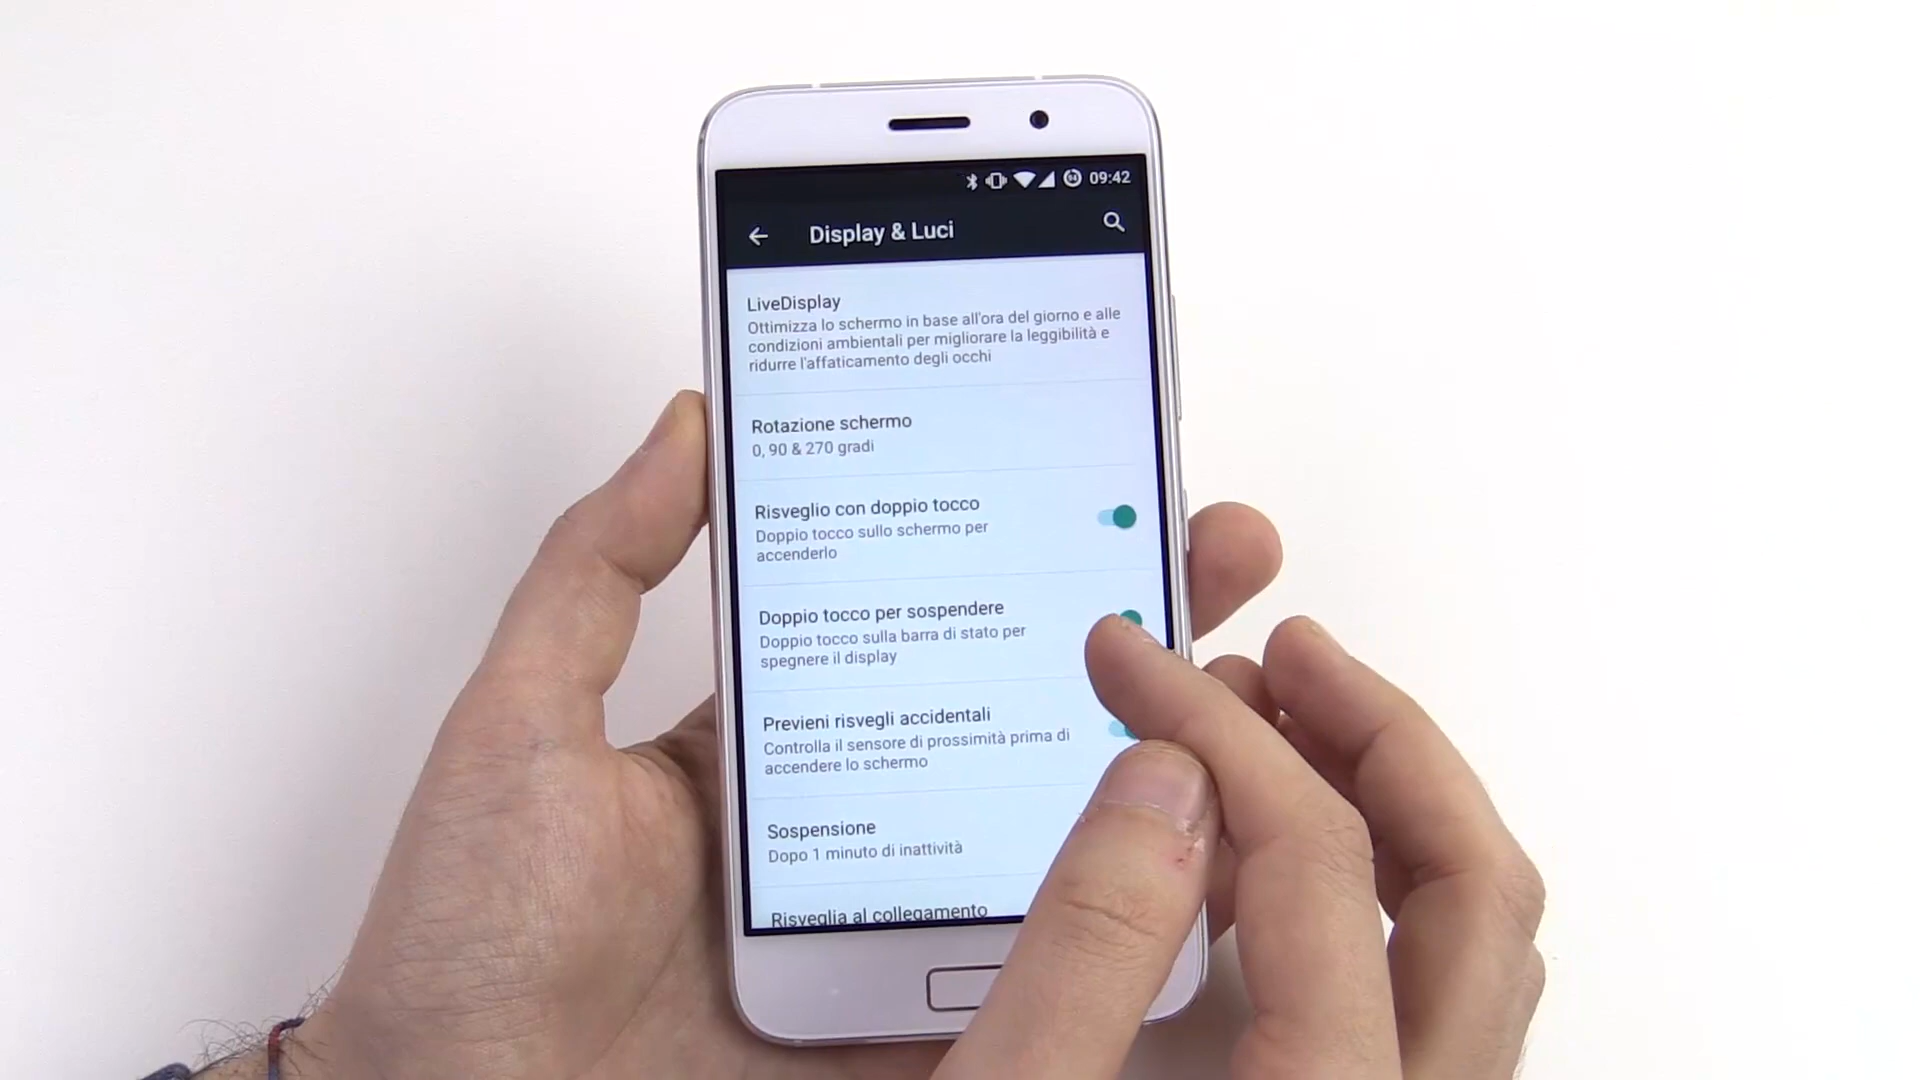 09:42
Display & Luci
LiveDisplay
Ottimizza lo schermo in base all'ora del giorno e alle
condizioni ambientali per migliorare la leggibilità e
ridurre l'affaticamento degli occhi
Rotazione schermo
0, 90 & 270 gradi
Risveglio con doppio tocco
Doppio tocco sullo schermo per
accenderlo
Doppio tocco per sospendere
Doppio tocco sulla barra di stato per
spegnere il display
Previeni risvegli accidentali
Controlla il sensore di prossimità prima di
accendere lo schermo
Sospensione
Dopo 1 minuto di inattività
Risveglia al collegamento